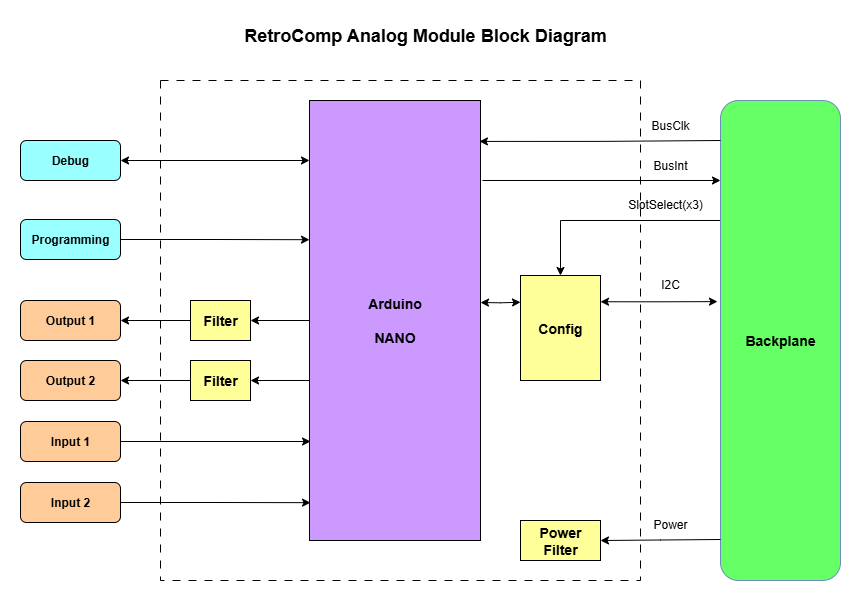 RetroComp Analog Module Block Diagram
BusClk
Debug
BusInt
SlotSelect(x3)
Programming
I2C
Arduino
NANO
Output 1
Filter
Config
Backplane
Output 2
Filter
Input 1
Input 2
Power
Power
Filter